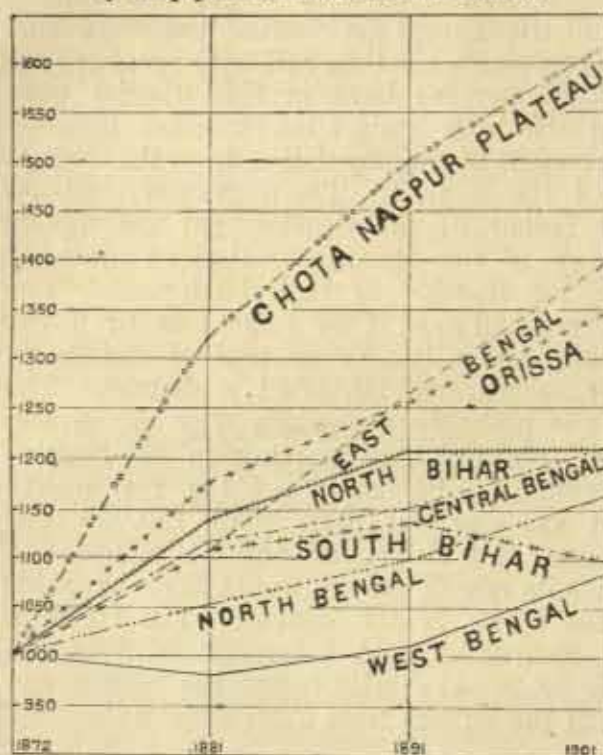 1600
1550
1500
1450
1400
1350
1300
1250
1200
1150
1100
1050
1000
950
CHOTA NAGPUR PLATEAU
EAST BENGAL
ORISSA
NORTH BIHAR
CENTRAL BENGAL
SOUTH BIHAR
NORTH BENGAL
WEST BENGAL
1872 1881 1891 1901